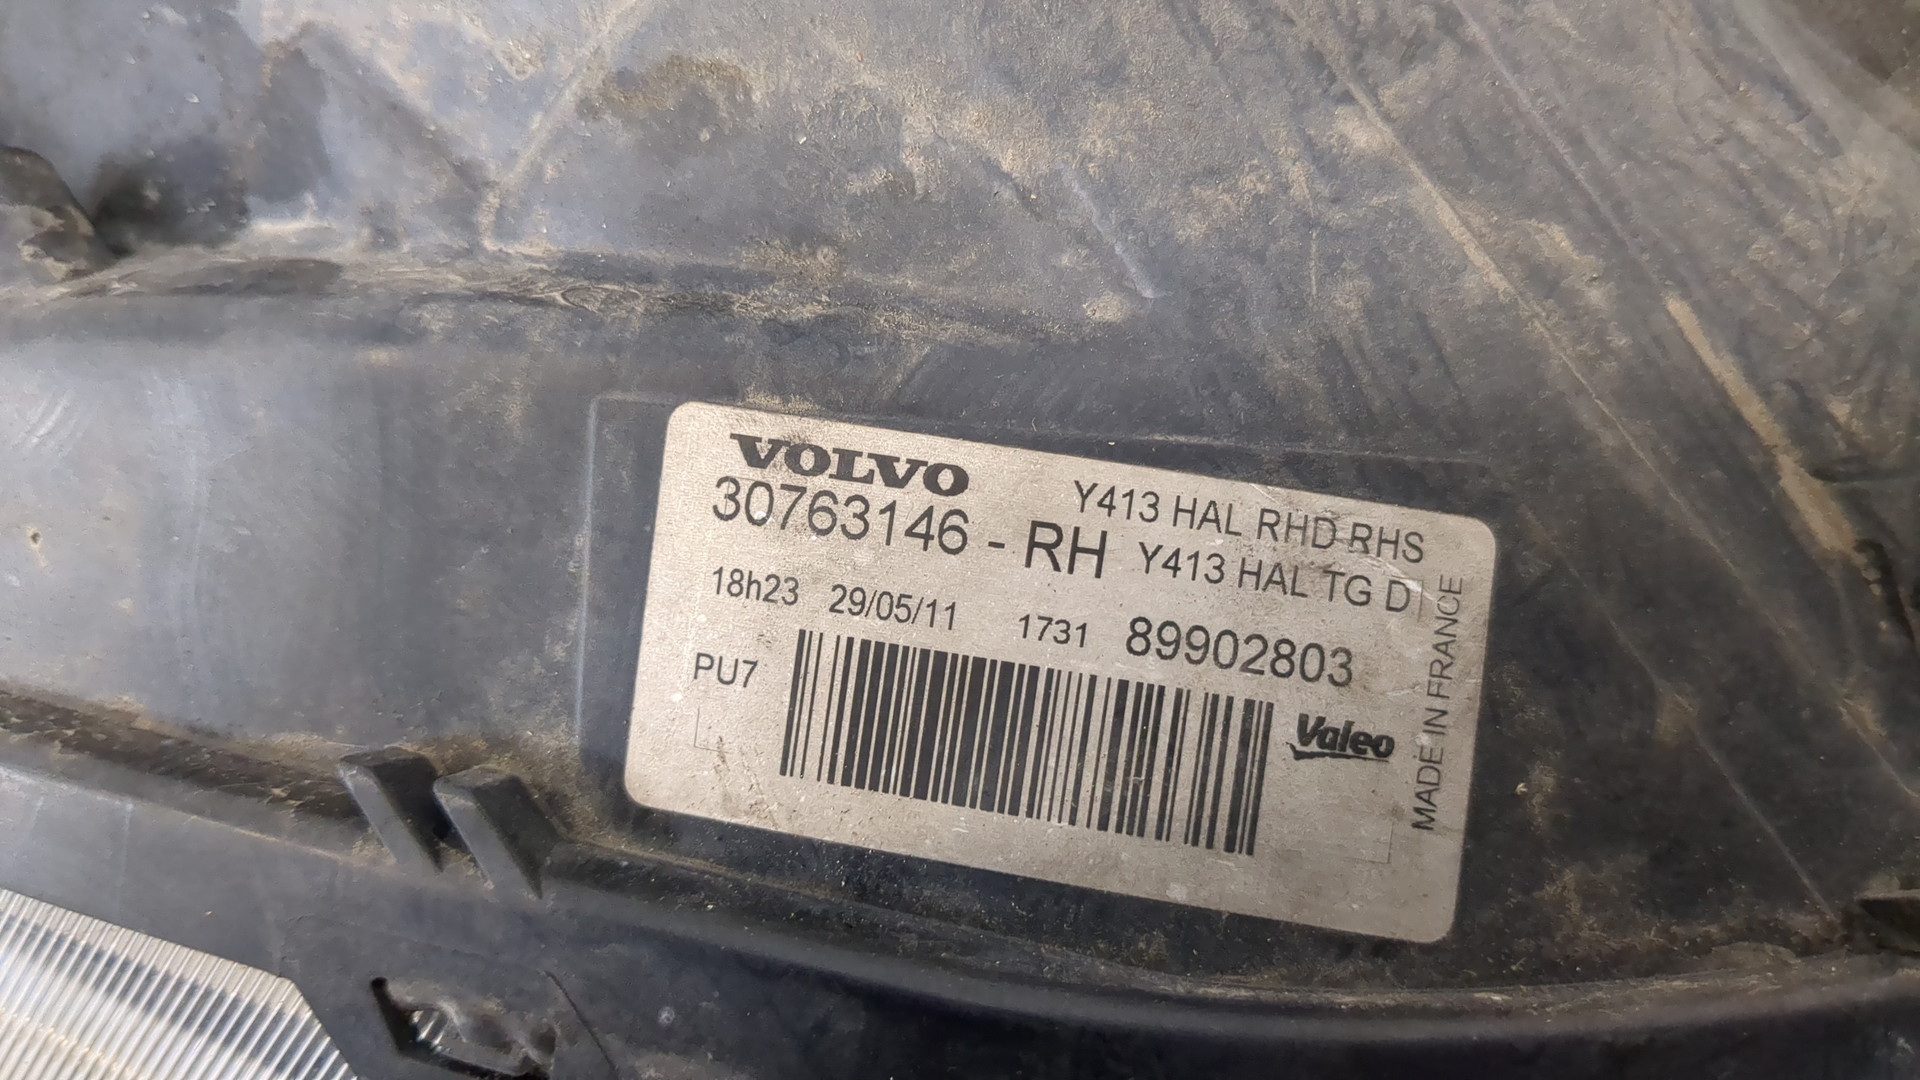 VOLVO
30763146 - RH
Y413 HAL RHD RHS
Y413 HAL TG D
18h23 29/05/11 1731 89902803
PU7
Valeo
MADE IN FRANCE